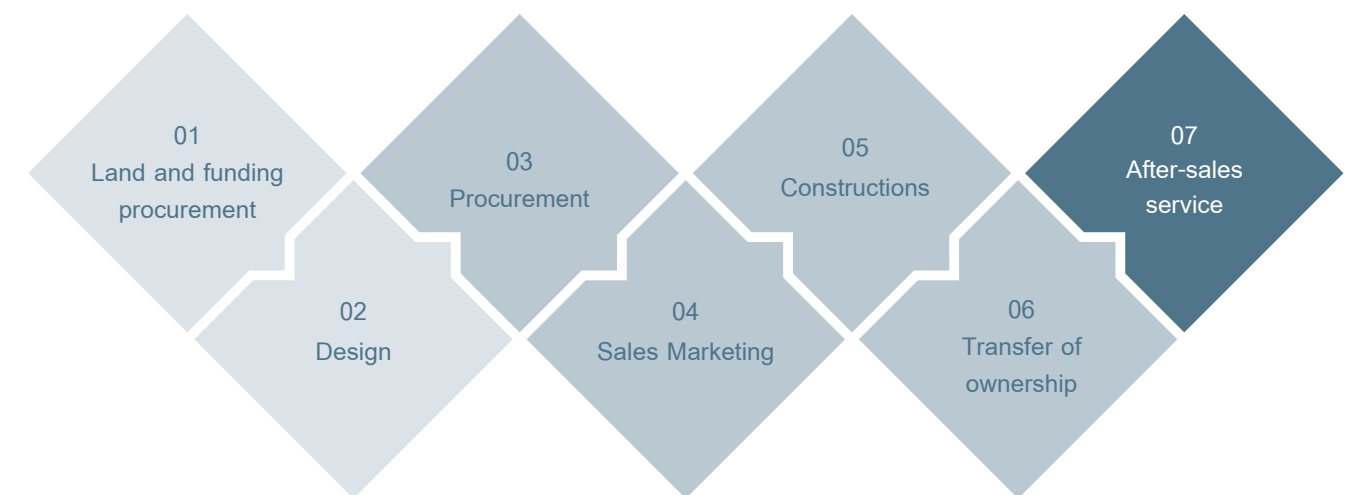 01
Land and funding
procurement
02
Design
03
Procurement
04
Sales Marketing
05
Constructions
06
Transfer of
ownership
07
After-sales
service